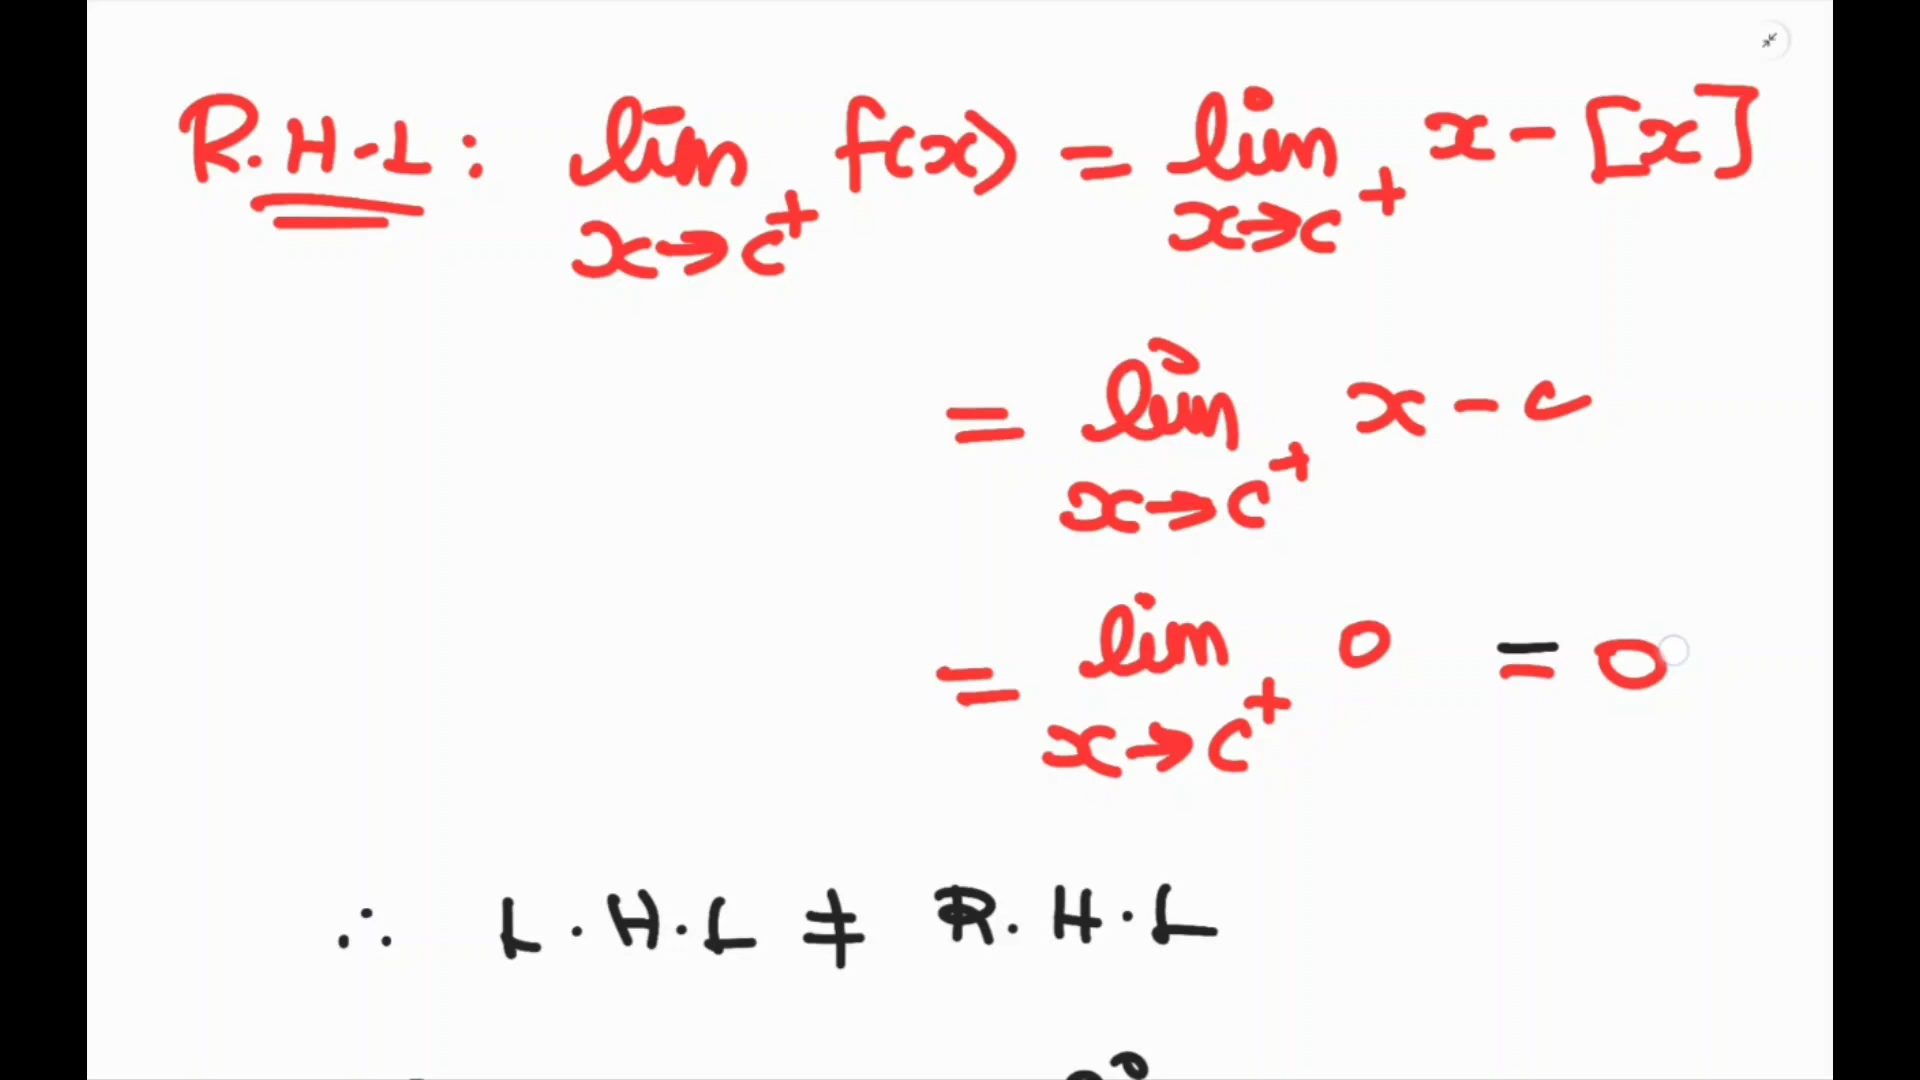 R.H.L: lim x→c⁺ f(x) = lim x→c⁺ x - [x]
= lim x→c⁺ x - c
= lim x→c⁺ 0 = 0
∴ L.H.L ≠ R.H.L